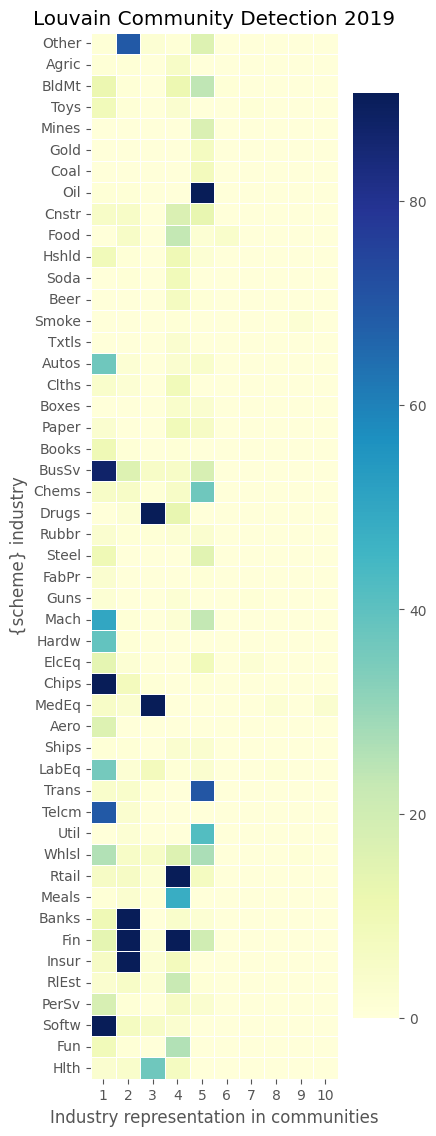 Louvain Community Detection 2019
Other
Agric
BldMt
Toys
Mines
Gold
Coal
Oil
Cnstr
Food
Hshld
Soda
Beer
Smoke
Txtls
Autos
Clths
Boxes
Paper
Books
BusSv
Chems
Drugs
Rubbr
Steel
FabPr
Guns
Mach
Hardw
ElcEq
Chips
MedEq
Aero
Ships
LabEq
Trans
Telcm
Util
Whlsl
Rtail
Meals
Banks
Fin
Insur
RlEst
PerSv
Softw
Fun
Hlth
{scheme} industry
1 2 3 4 5 6 7 8 9 10
Industry representation in communities
80
60
40
20
0